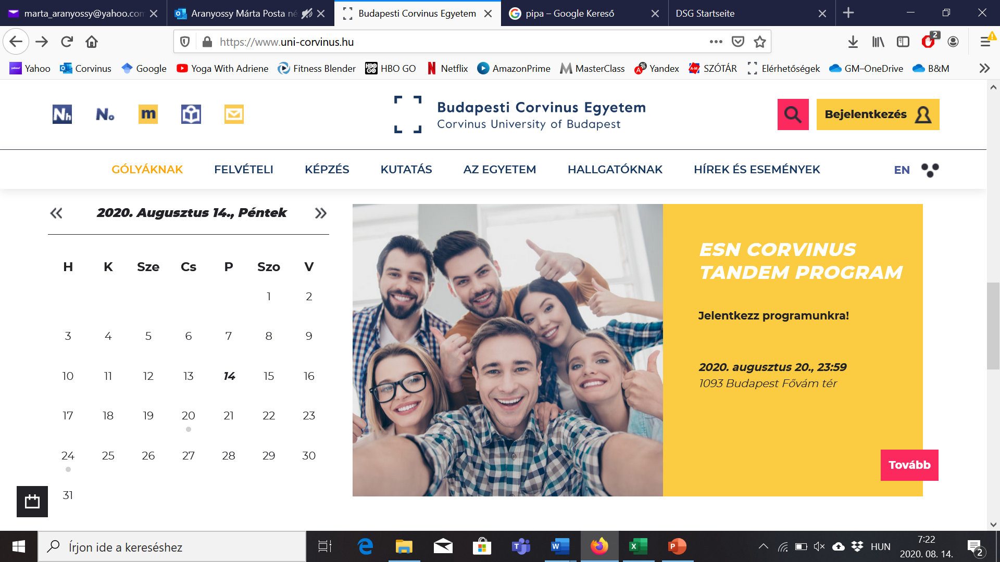 marta_aranyossy@yahoo.com
Aranyossy Márta Posta né
Budapesti Corvinus Egyetem
pipa – Google Kereső
DSG Startseite
https://www.uni-corvinus.hu
2
Yahoo
Corvinus
Google
Yoga With Adriene
Fitness Blender
HBO GO
Netflix
AmazonPrime
MasterClass
Yandex
SZÓTÁR
Elérhetőségek
GM–OneDrive
B&M
Nh
No
m
Budapesti Corvinus Egyetem
Corvinus University of Budapest
Bejelentkezés
GÓLYÁKNAK
FELVÉTELI
KÉPZÉS
KUTATÁS
AZ EGYETEM
HALLGATÓKNAK
HÍREK ÉS ESEMÉNYEK
EN
2020. Augusztus 14., Péntek
H K Sze Cs P Szo V
1 2
3 4 5 6 7 8 9
10 11 12 13 14 15 16
17 18 19 20 21 22 23
24 25 26 27 28 29 30
31
ESN CORVINUS
TANDEM PROGRAM
Jelentkezz programunkra!
2020. augusztus 20., 23:59
1093 Budapest Fővám tér
Tovább
Írjon ide a kereséshez
HUN
7:22
2020. 08. 14.
2